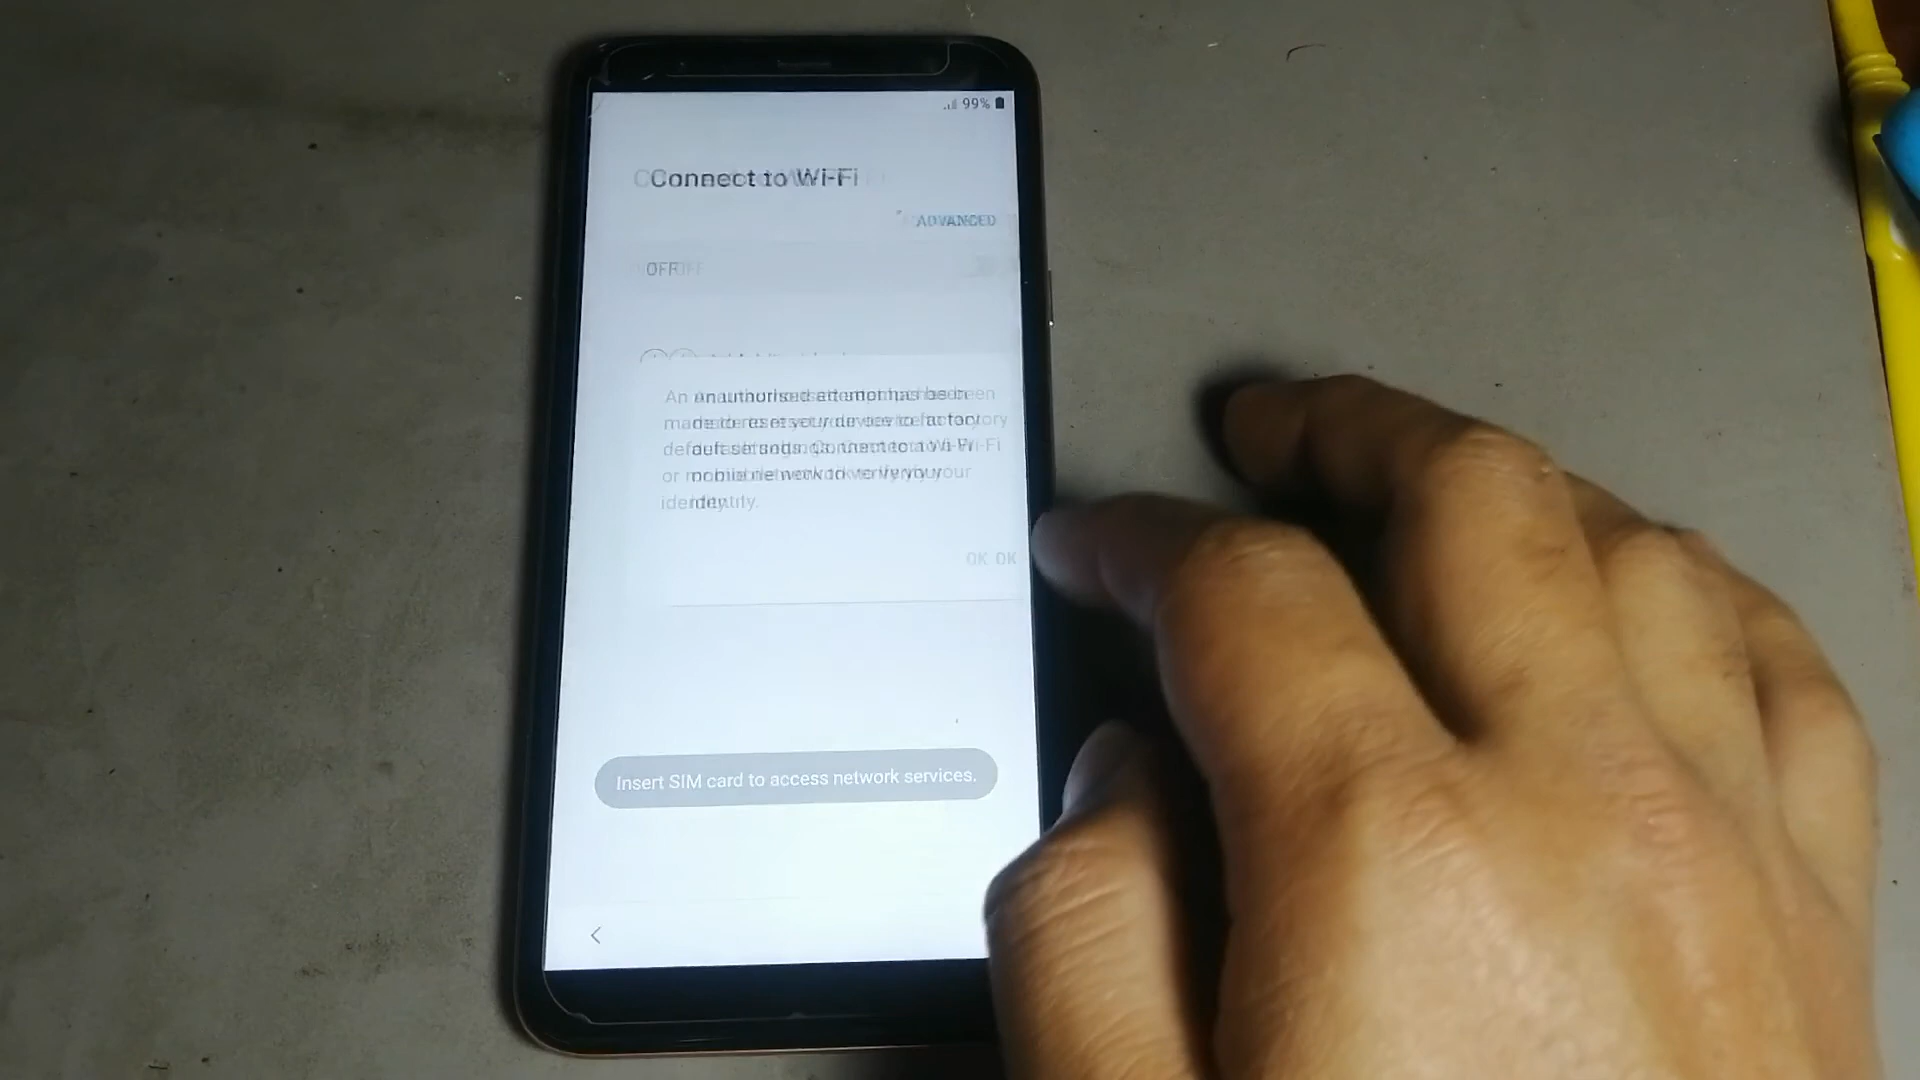 99%
Connect to Wi-Fi
ADVANCED
OFF
An unauthorised attempt has been
made to reset your device to factory
default settings. Connect to a Wi-Fi
or mobile network to verify your
identity.
OK
Insert SIM card to access network services.